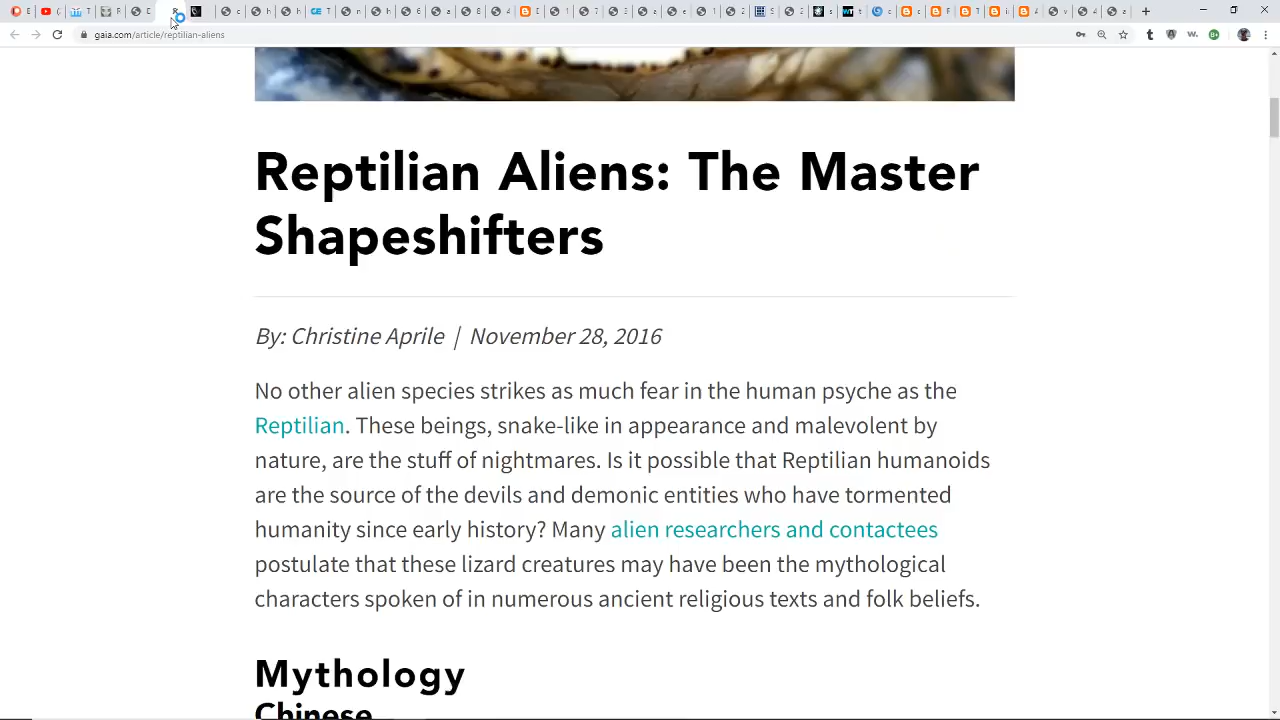 gaia.com/article/reptilian-aliens
Reptilian Aliens: The Master
Shapeshifters
By: Christine Aprile | November 28, 2016
No other alien species strikes as much fear in the human psyche as the
Reptilian. These beings, snake-like in appearance and malevolent by
nature, are the stuff of nightmares. Is it possible that Reptilian humanoids
are the source of the devils and demonic entities who have tormented
humanity since early history? Many alien researchers and contactees
postulate that these lizard creatures may have been the mythological
characters spoken of in numerous ancient religious texts and folk beliefs.
Mythology
Chinese